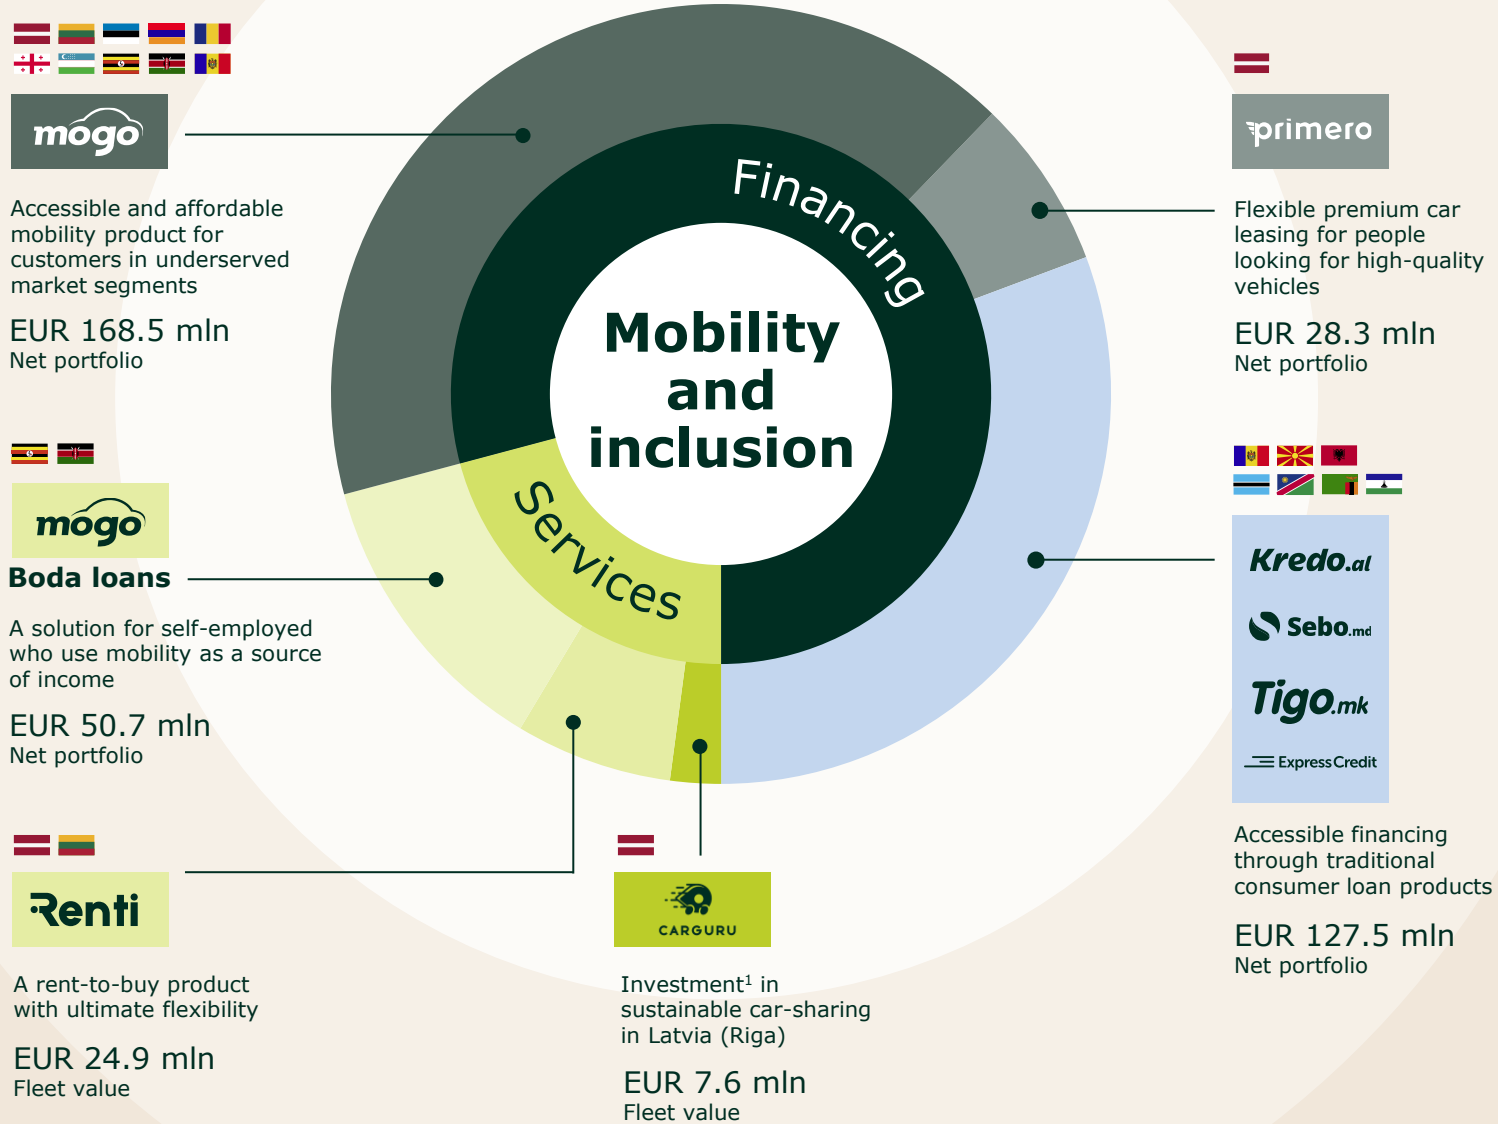 mogo
Accessible and affordable
mobility product for
customers in underserved
market segments
EUR 168.5 mln
Net portfolio
mogo
Boda loans
A solution for self-employed
who use mobility as a source
of income
EUR 50.7 mln
Net portfolio
Renti
A rent-to-buy product
with ultimate flexibility
EUR 24.9 mln
Fleet value
Financing
Mobility
and
inclusion
Services
CARGURU
Investment¹ in
sustainable car-sharing
in Latvia (Riga)
EUR 7.6 mln
Fleet value
primero
Flexible premium car
leasing for people
looking for high-quality
vehicles
EUR 28.3 mln
Net portfolio
Kredo.al
Sebo.md
Tigo.mk
ExpressCredit
Accessible financing
through traditional
consumer loan products
EUR 127.5 mln
Net portfolio